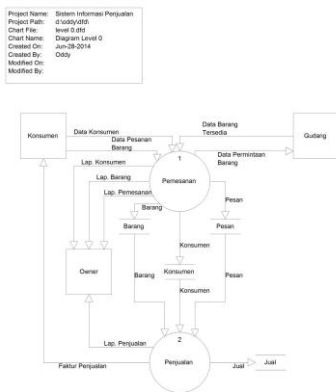 Project Name: Sistem Informasi Penjualan
Project Path: d:\oddy\dfd\
Chart File: level 0.dfd
Chart Name: Diagram Level 0
Created On: Jun-28-2014
Created By: Oddy
Modified On:
Modified By:
Konsumen
Data Konsumen
Data Pesanan
Barang
Data Barang
Tersedia
Gudang
Data Permintaan
Barang
1
Pemesanan
Lap. Konsumen
Lap. Barang
Lap. Pemesanan
Barang
Pesan
Barang
Pesan
Konsumen
Owner
Konsumen
Barang
Konsumen
Pesan
Lap. Penjualan
2
Penjualan
Faktur Penjualan
Jual
Jual